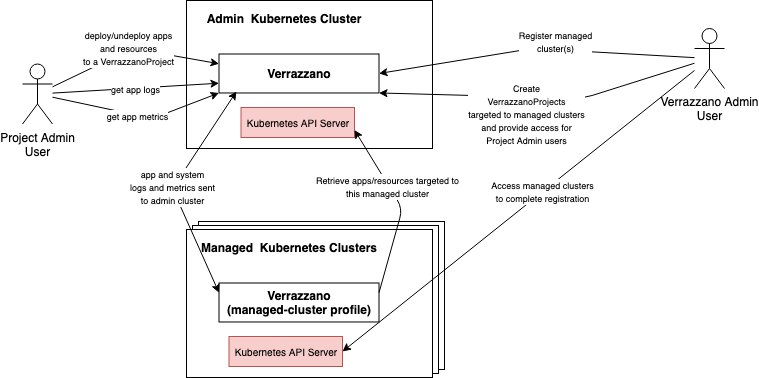 Admin Kubernetes Cluster
deploy/undeploy apps
and resources
to a VerrazzanoProject
get app logs
get app metrics
Project Admin
User
Verrazzano
Kubernetes API Server
Register managed
cluster(s)
Create
VerrazzanoProjects
targeted to managed clusters
and provide access for
Project Admin users
Verrazzano Admin
User
app and system
logs and metrics sent
to admin cluster
Retrieve apps/resources targeted to
this managed cluster
Access managed clusters
to complete registration
Managed Kubernetes Clusters
Verrazzano
(managed-cluster profile)
Kubernetes API Server